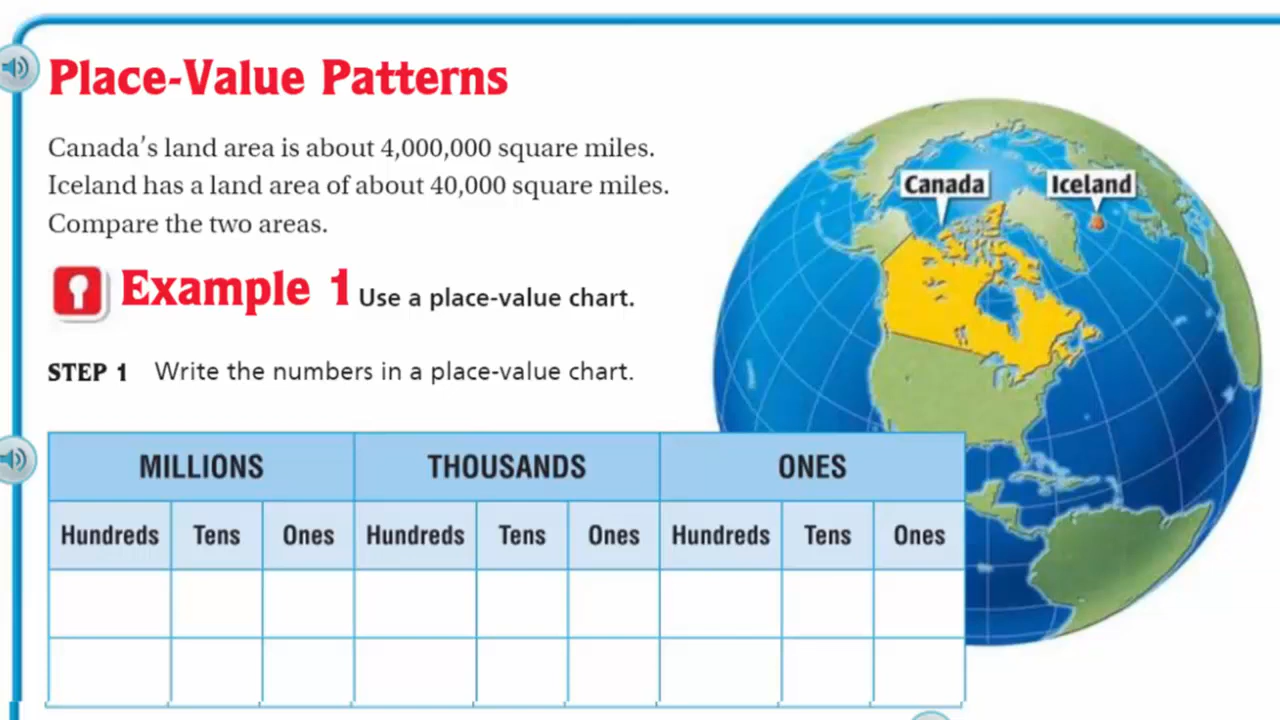 Place-Value Patterns
Canada's land area is about 4,000,000 square miles.
Iceland has a land area of about 40,000 square miles.
Compare the two areas.
Canada
Iceland
Example 1 Use a place-value chart.
STEP 1 Write the numbers in a place-value chart.
MILLIONS THOUSANDS ONES
Hundreds Tens Ones Hundreds Tens Ones Hundreds Tens Ones